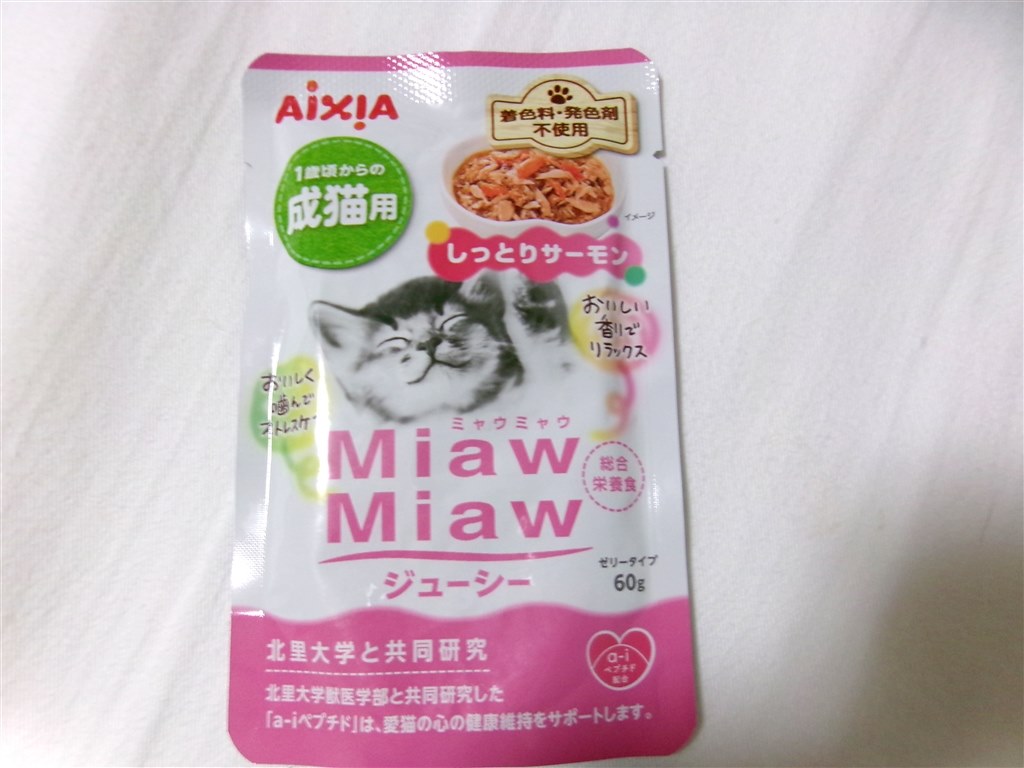 AiXIA
着色料・発色剤
不使用
1歳頃からの
成猫用
イメージ
しっとりサーモン
おいしい
香りで
リラックス
おいしく
噛んで
ストレスケア
ミャウミャウ
Miaw
Miaw
総合
栄養食
ジューシー
ゼリータイプ
60g
北里大学と共同研究
a-i
ペプチド
配合
北里大学獣医学部と共同研究した
「a-iペプチド」は、愛猫の心の健康維持をサポートします。